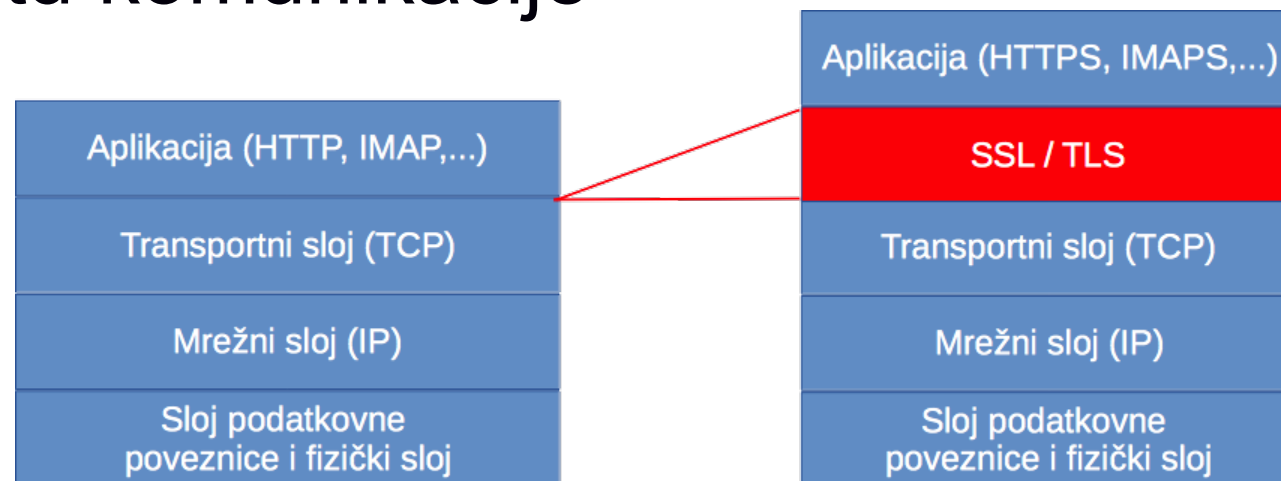 komunikacije
Aplikacija (HTTP, IMAP,...)
Transportni sloj (TCP)
Mrežni sloj (IP)
Sloj podatkovne
poveznice i fizički sloj
Aplikacija (HTTPS, IMAPS,...)
SSL / TLS
Transportni sloj (TCP)
Mrežni sloj (IP)
Sloj podatkovne
poveznice i fizički sloj